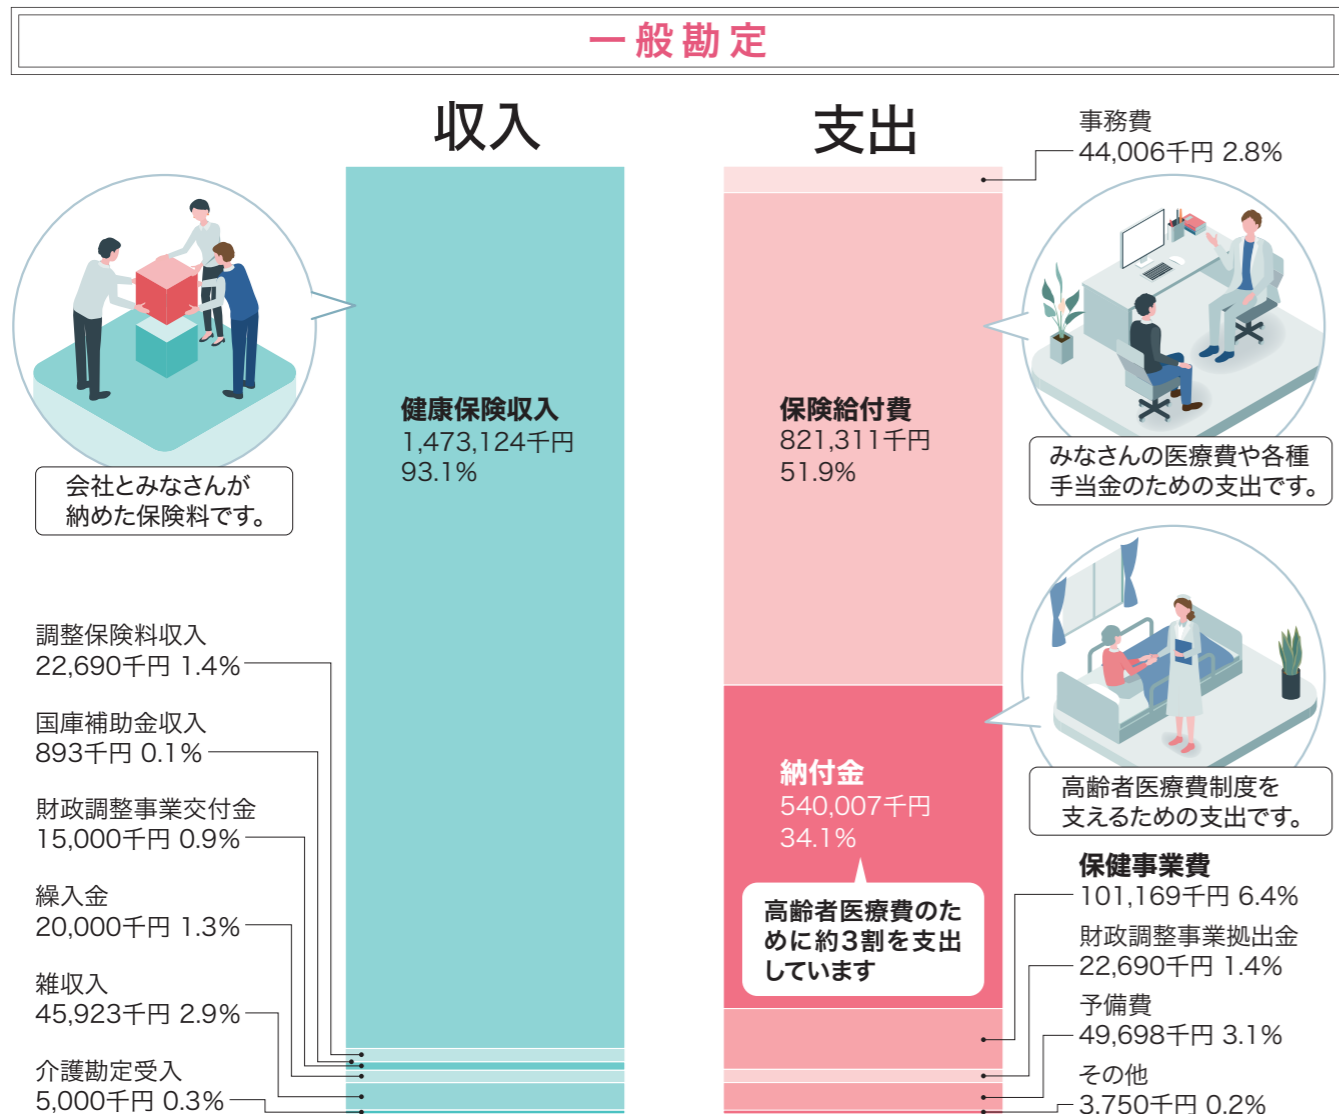 一般勘定
収入
健康保険収入
1,473,124千円
93.1%
会社とみなさんが
納めた保険料です。
調整保険料収入
22,690千円 1.4%
国庫補助金収入
893千円 0.1%
財政調整事業交付金
15,000千円 0.9%
繰入金
20,000千円 1.3%
雑収入
45,923千円 2.9%
介護勘定受入
5,000千円 0.3%
支出
事務費
44,006千円 2.8%
保険給付費
821,311千円
51.9%
みなさんの医療費や各種
手当金のための支出です。
納付金
540,007千円
34.1%
高齢者医療費のた
めに約3割を支出
しています
高齢者医療費制度を
支えるための支出です。
保健事業費
101,169千円 6.4%
財政調整事業拠出金
22,690千円 1.4%
予備費
49,698千円 3.1%
その他
3,750千円 0.2%